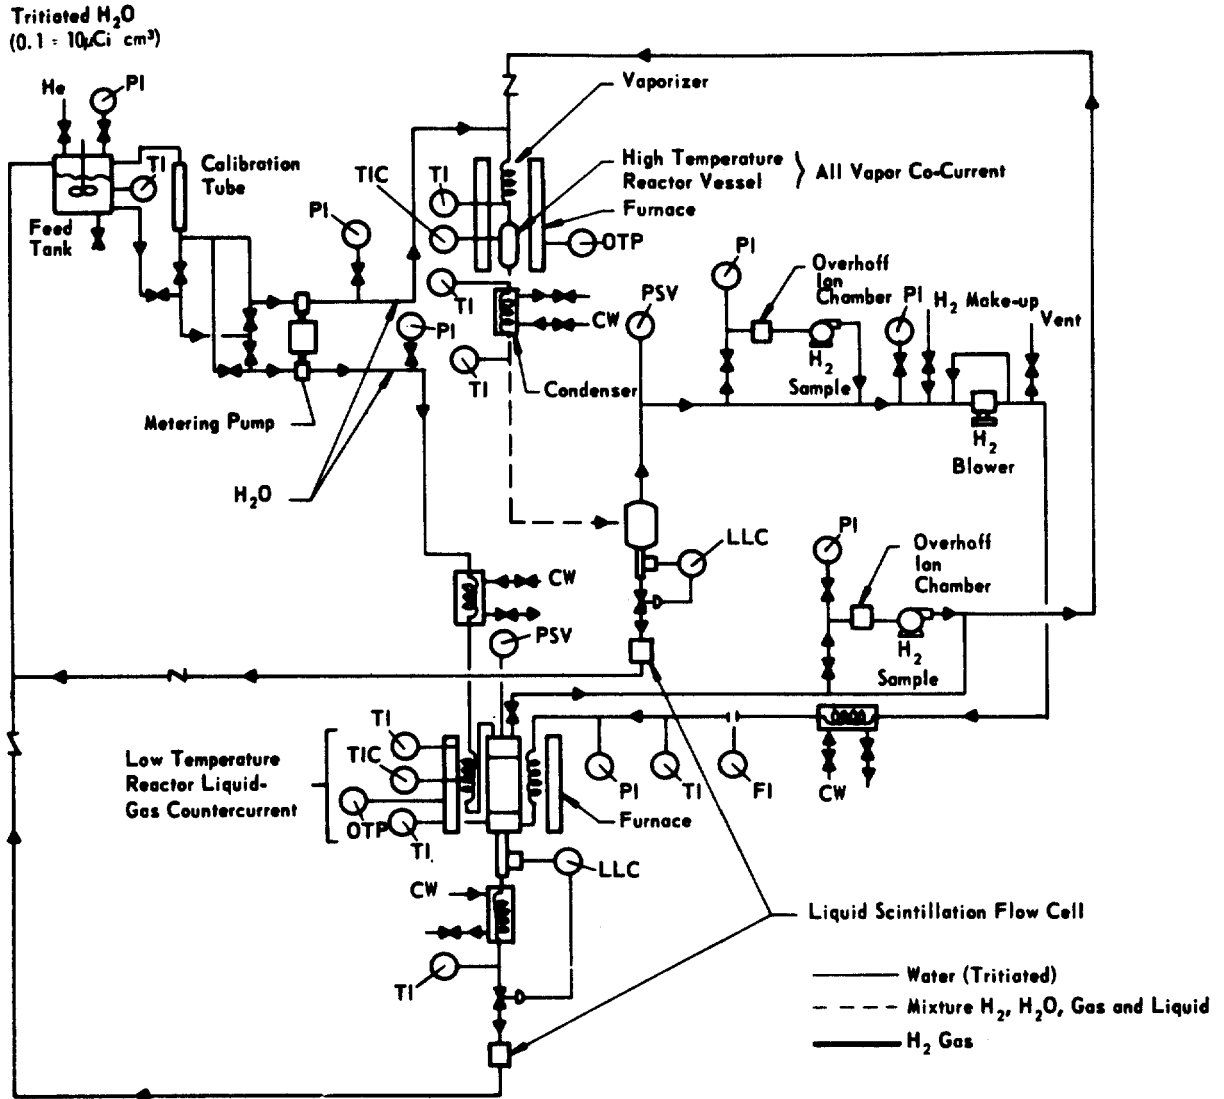 Tritiated H2O
(0.1 - 10μCi cm³)
He
PI
TI
Calibration
Tube
Feed
Tank
PI
TIC
TI
Vaporizer
High Temperature
Reactor Vessel
All Vapor Co-Current
Furnace
OTP
TI
CW
PI
TI
Condenser
Metering Pump
H2O
PSV
PI
Overhoff
Ion
Chamber
PI
H2 Make-up
Vent
H2
Sample
H2
Blower
LLC
PI
Overhoff
Ion
Chamber
H2
Sample
CW
PSV
TI
TIC
Low Temperature
Reactor Liquid-
Gas Countercurrent
OTP
TI
PI
TI
FI
CW
Furnace
LLC
CW
TI
Liquid Scintillation Flow Cell
Water (Tritiated)
Mixture H2, H2O, Gas and Liquid
H2 Gas